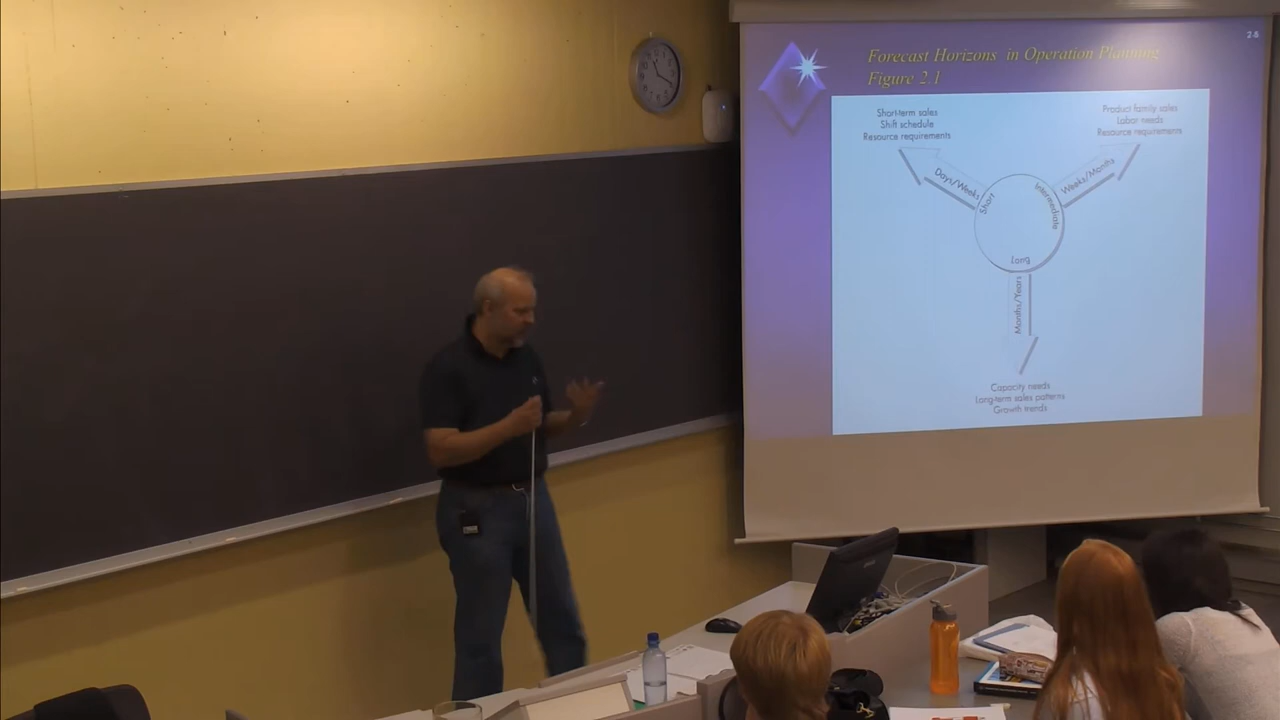 2-6
Forecast Horizons in Operation Planning
Figure 2.1
Short-term sales
Shift schedule
Resource requirements
Product family sales
Labor needs
Resource requirements
Days/Weeks
Short
Weeks/Months
Intermediate
Long
Months/Years
Capacity needs
Long-term sales patterns
Growth trends